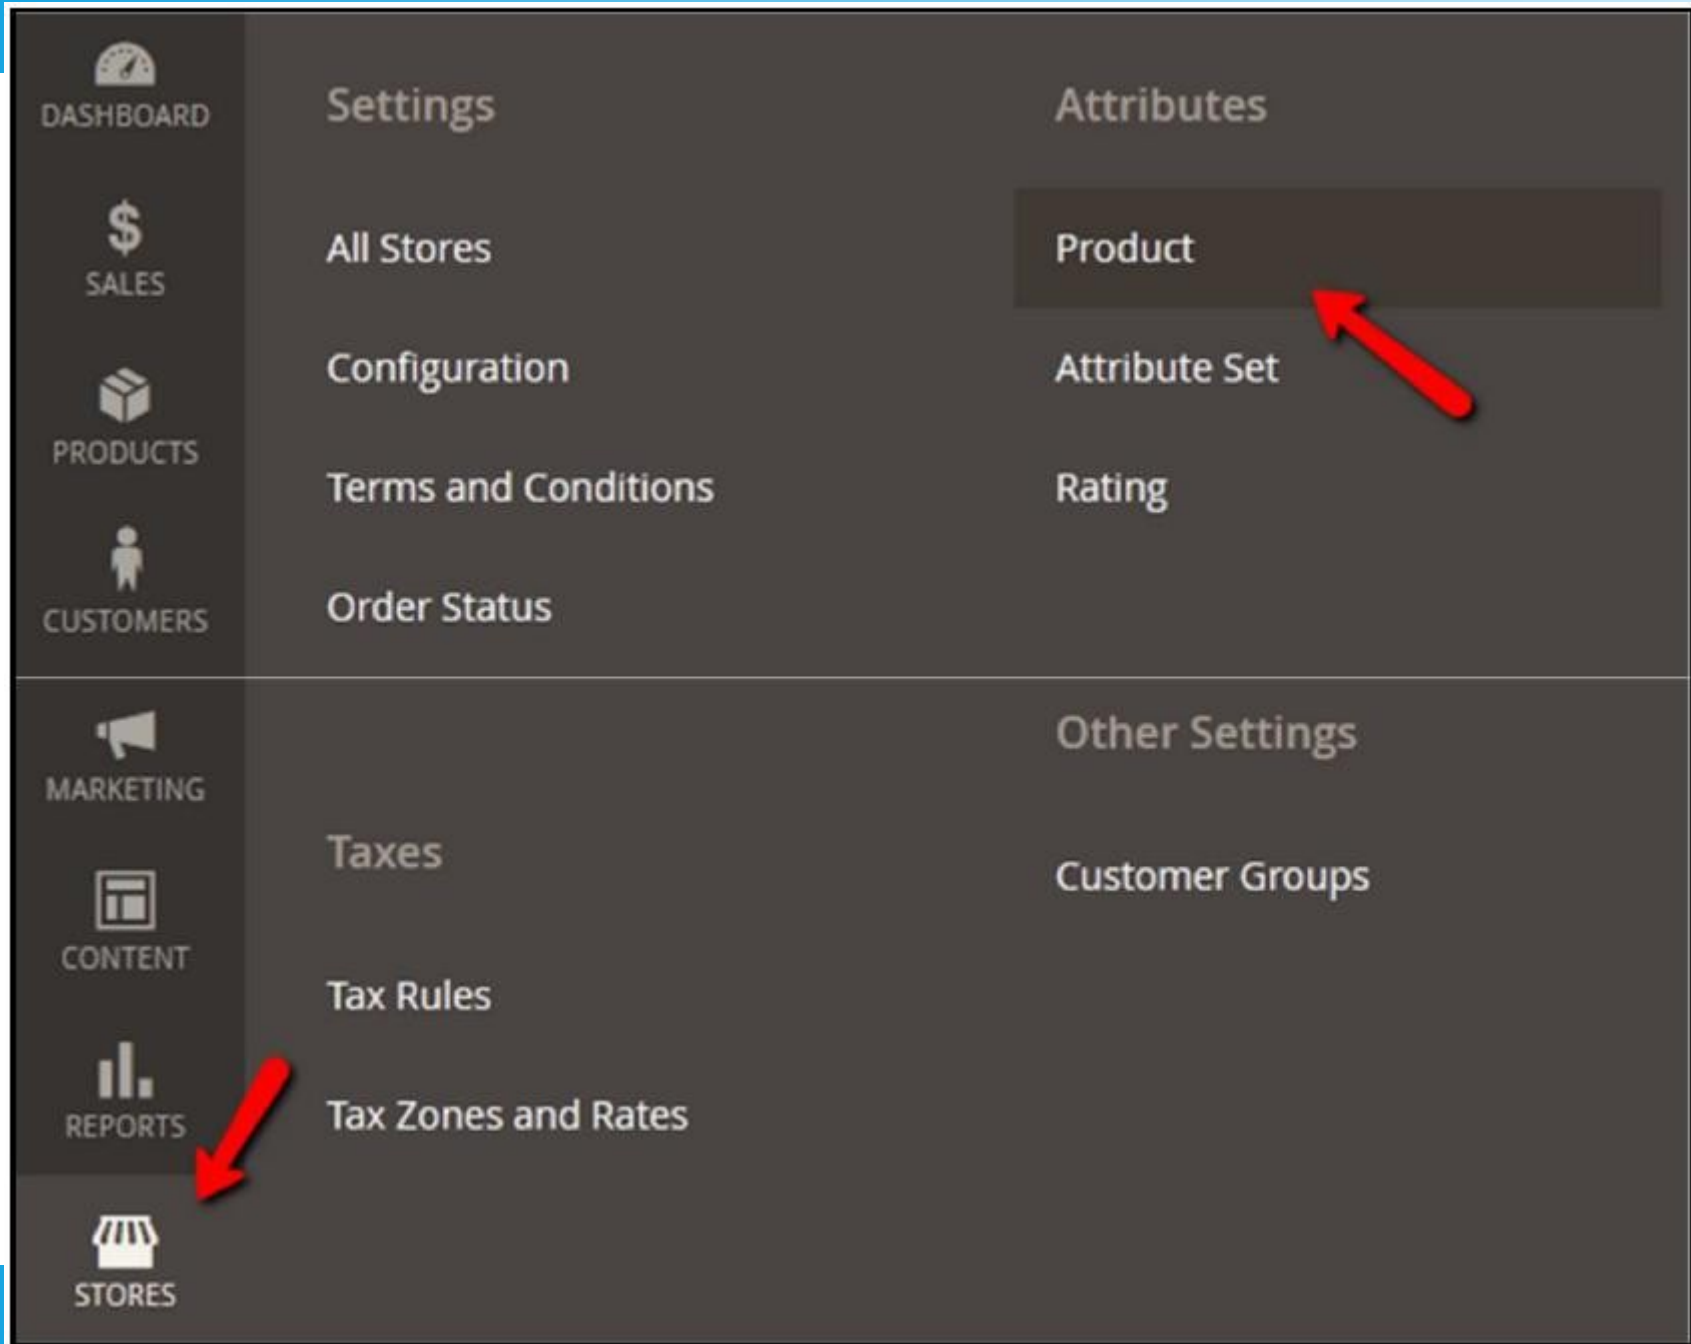 DASHBOARD
SALES
PRODUCTS
CUSTOMERS
MARKETING
CONTENT
REPORTS
STORES
Settings
All Stores
Configuration
Terms and Conditions
Order Status
Taxes
Tax Rules
Tax Zones and Rates
Attributes
Product
Attribute Set
Rating
Other Settings
Customer Groups